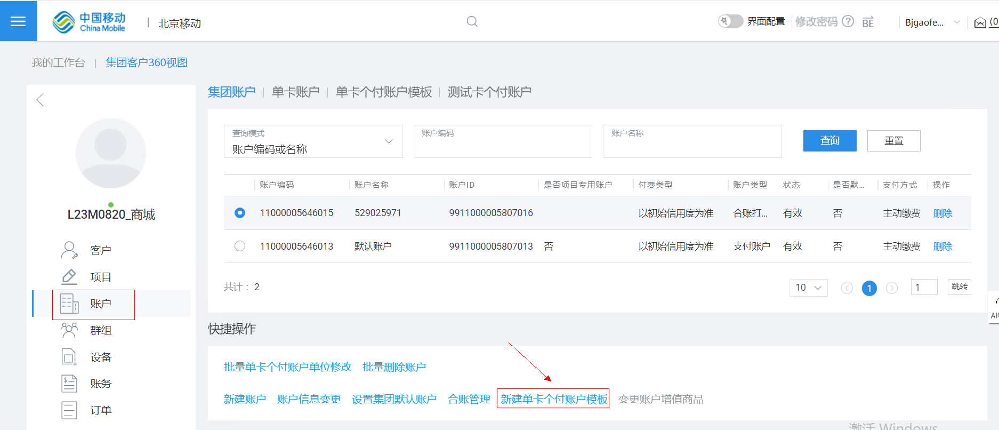 中国移动
China Mobile
北京移动
界面配置
修改密码
Bjgaofe...
(0
我的工作台 | 集团客户360视图
集团账户 | 单卡账户 | 单卡个付账户模板 | 测试卡个付账户
查询模式
账户编码或名称
账户编码
账户名称
查询
重置
L23M0820_商城
客户
项目
账户
群组
设备
账务
订单
账户编码 账户名称 账户ID 是否项目专用账户 付费类型 账户类型 状态 是否默... 支付方式 操作
11000005646015 529025971 9911000005807016 以初始信用度为准 合账打... 有效 否 主动缴费 删除
11000005646013 默认账户 9911000005807013 否 以初始信用度为准 支付账户 有效 否 主动缴费 删除
共计： 2
10
1
1
跳转
快捷操作
批量单卡个付账户单位修改 批量删除账户
新建账户 账户信息变更 设置集团默认账户 合账管理 新建单卡个付账户模板 变更账户增值商品
激活 Windows